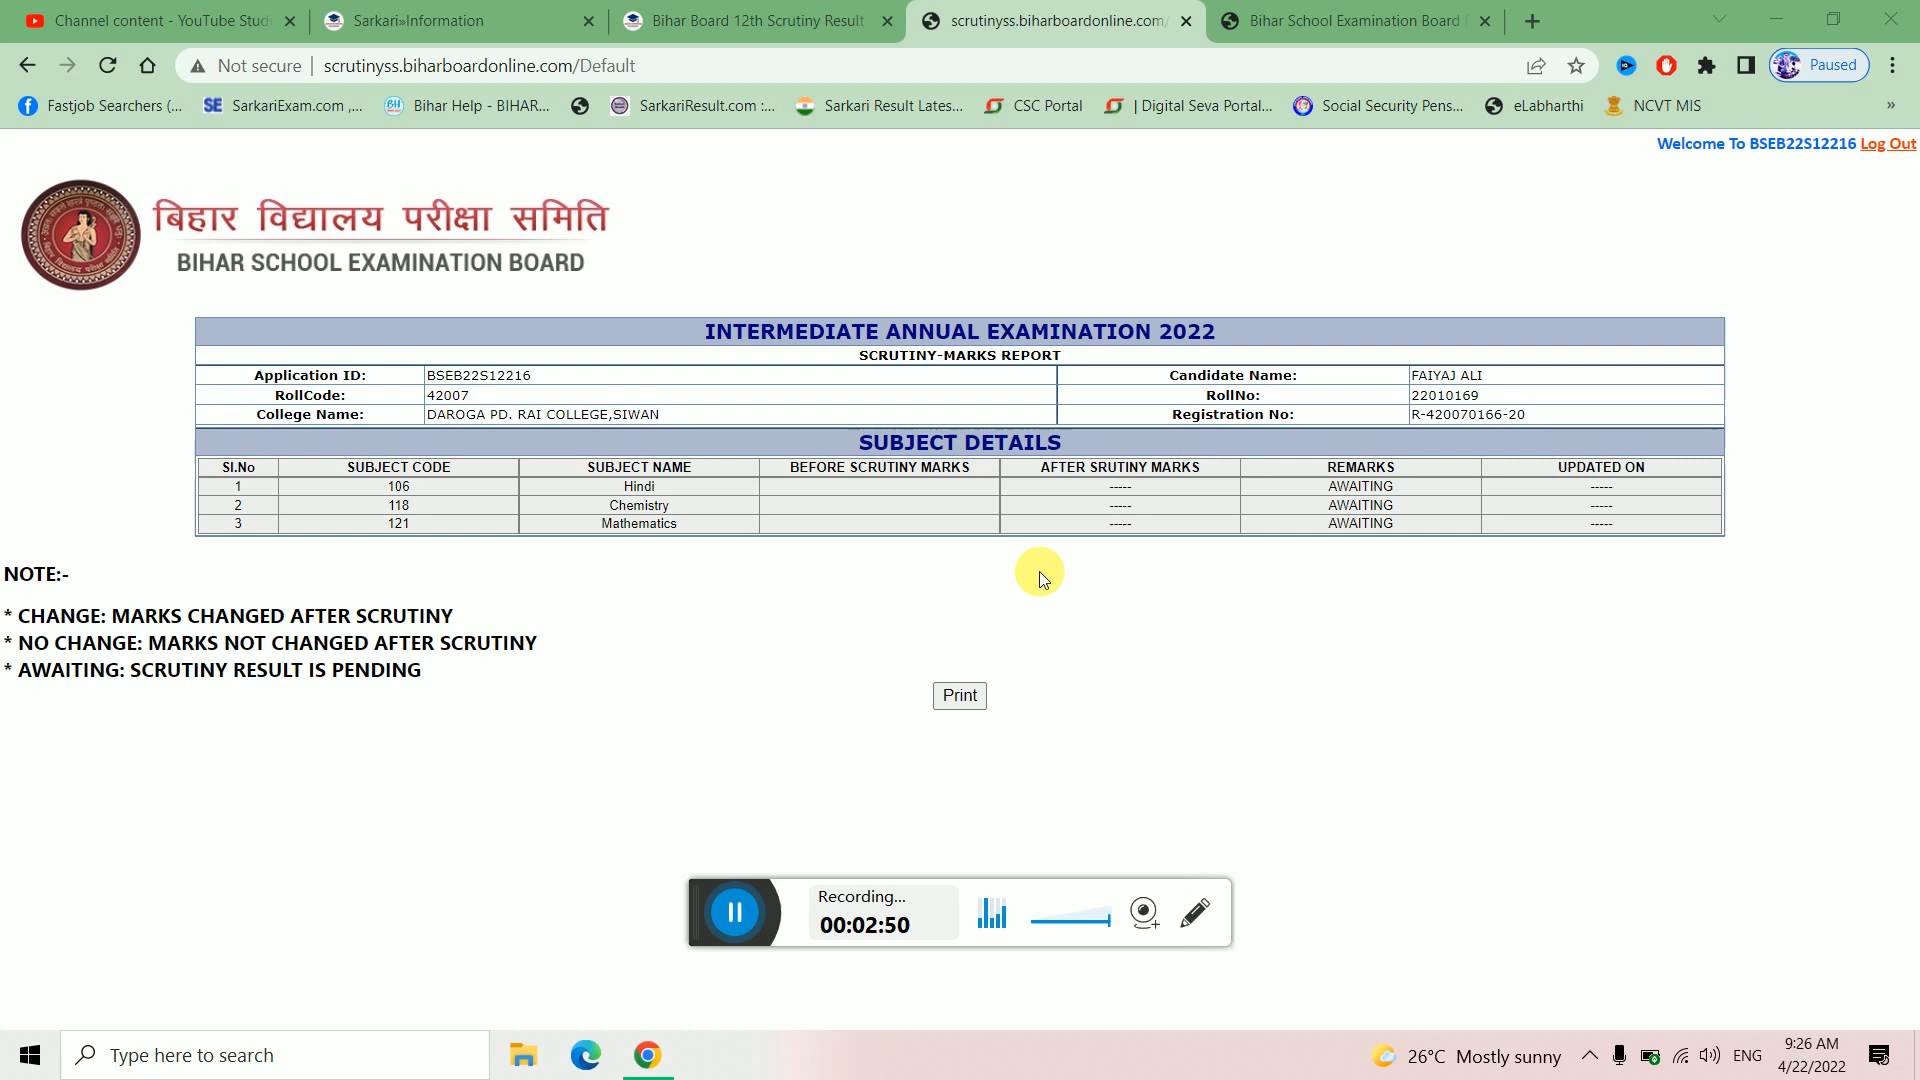 Channel content - YouTube Studi
Sarkari»Information
Bihar Board 12th Scrutiny Result
scrutinyss.biharboardonline.com/
Bihar School Examination Board
Not secure
scrutinyss.biharboardonline.com/Default
Paused
Fastjob Searchers (...
SarkariExam.com ,...
Bihar Help - BIHAR...
SarkariResult.com :...
Sarkari Result Lates...
CSC Portal
| Digital Seva Portal...
Social Security Pens...
eLabharthi
NCVT MIS
»
Welcome To BSEB22S12216 Log Out
बिहार विद्यालय परीक्षा समिति
BIHAR SCHOOL EXAMINATION BOARD
INTERMEDIATE ANNUAL EXAMINATION 2022
SCRUTINY-MARKS REPORT
Application ID: BSEB22S12216 Candidate Name: FAIYAJ ALI
RollCode: 42007 RollNo: 22010169
College Name: DAROGA PD. RAI COLLEGE,SIWAN Registration No: R-420070166-20
SUBJECT DETAILS
Sl.No SUBJECT CODE SUBJECT NAME BEFORE SCRUTINY MARKS AFTER SRUTINY MARKS REMARKS UPDATED ON
1 106 Hindi ----- AWAITING -----
2 118 Chemistry ----- AWAITING -----
3 121 Mathematics ----- AWAITING -----
NOTE:-
* CHANGE: MARKS CHANGED AFTER SCRUTINY
* NO CHANGE: MARKS NOT CHANGED AFTER SCRUTINY
* AWAITING: SCRUTINY RESULT IS PENDING
Print
Recording...
00:02:50
Type here to search
26°C Mostly sunny
ENG
9:26 AM
4/22/2022